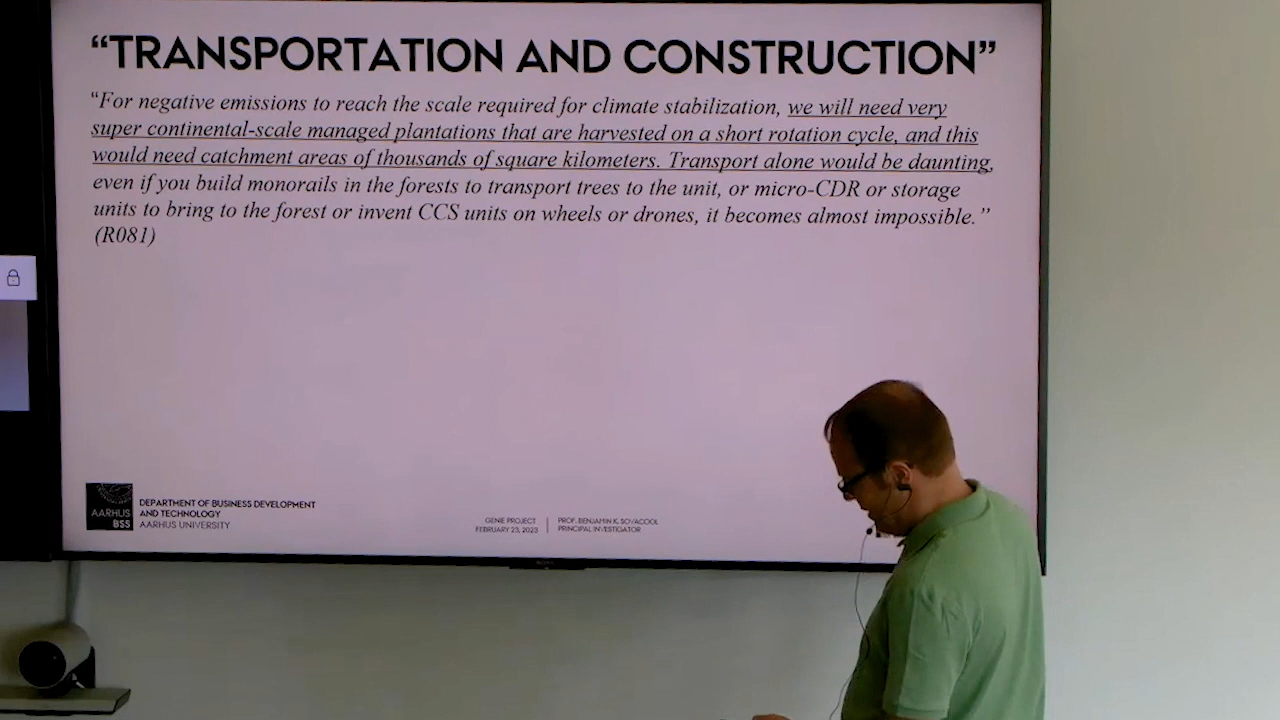 “TRANSPORTATION AND CONSTRUCTION”
“For negative emissions to reach the scale required for climate stabilization, we will need very
super continental-scale managed plantations that are harvested on a short rotation cycle, and this
would need catchment areas of thousands of square kilometers. Transport alone would be daunting,
even if you build monorails in the forests to transport trees to the unit, or micro-CDR or storage
units to bring to the forest or invent CCS units on wheels or drones, it becomes almost impossible.”
(R081)
AARHUS
BSS
DEPARTMENT OF BUSINESS DEVELOPMENT
AND TECHNOLOGY
AARHUS UNIVERSITY
GENIE PROJECT
FEBRUARY 23, 2023
PROF. BENJAMIN K. SOVACOOL
PRINCIPAL INVESTIGATOR
SONY